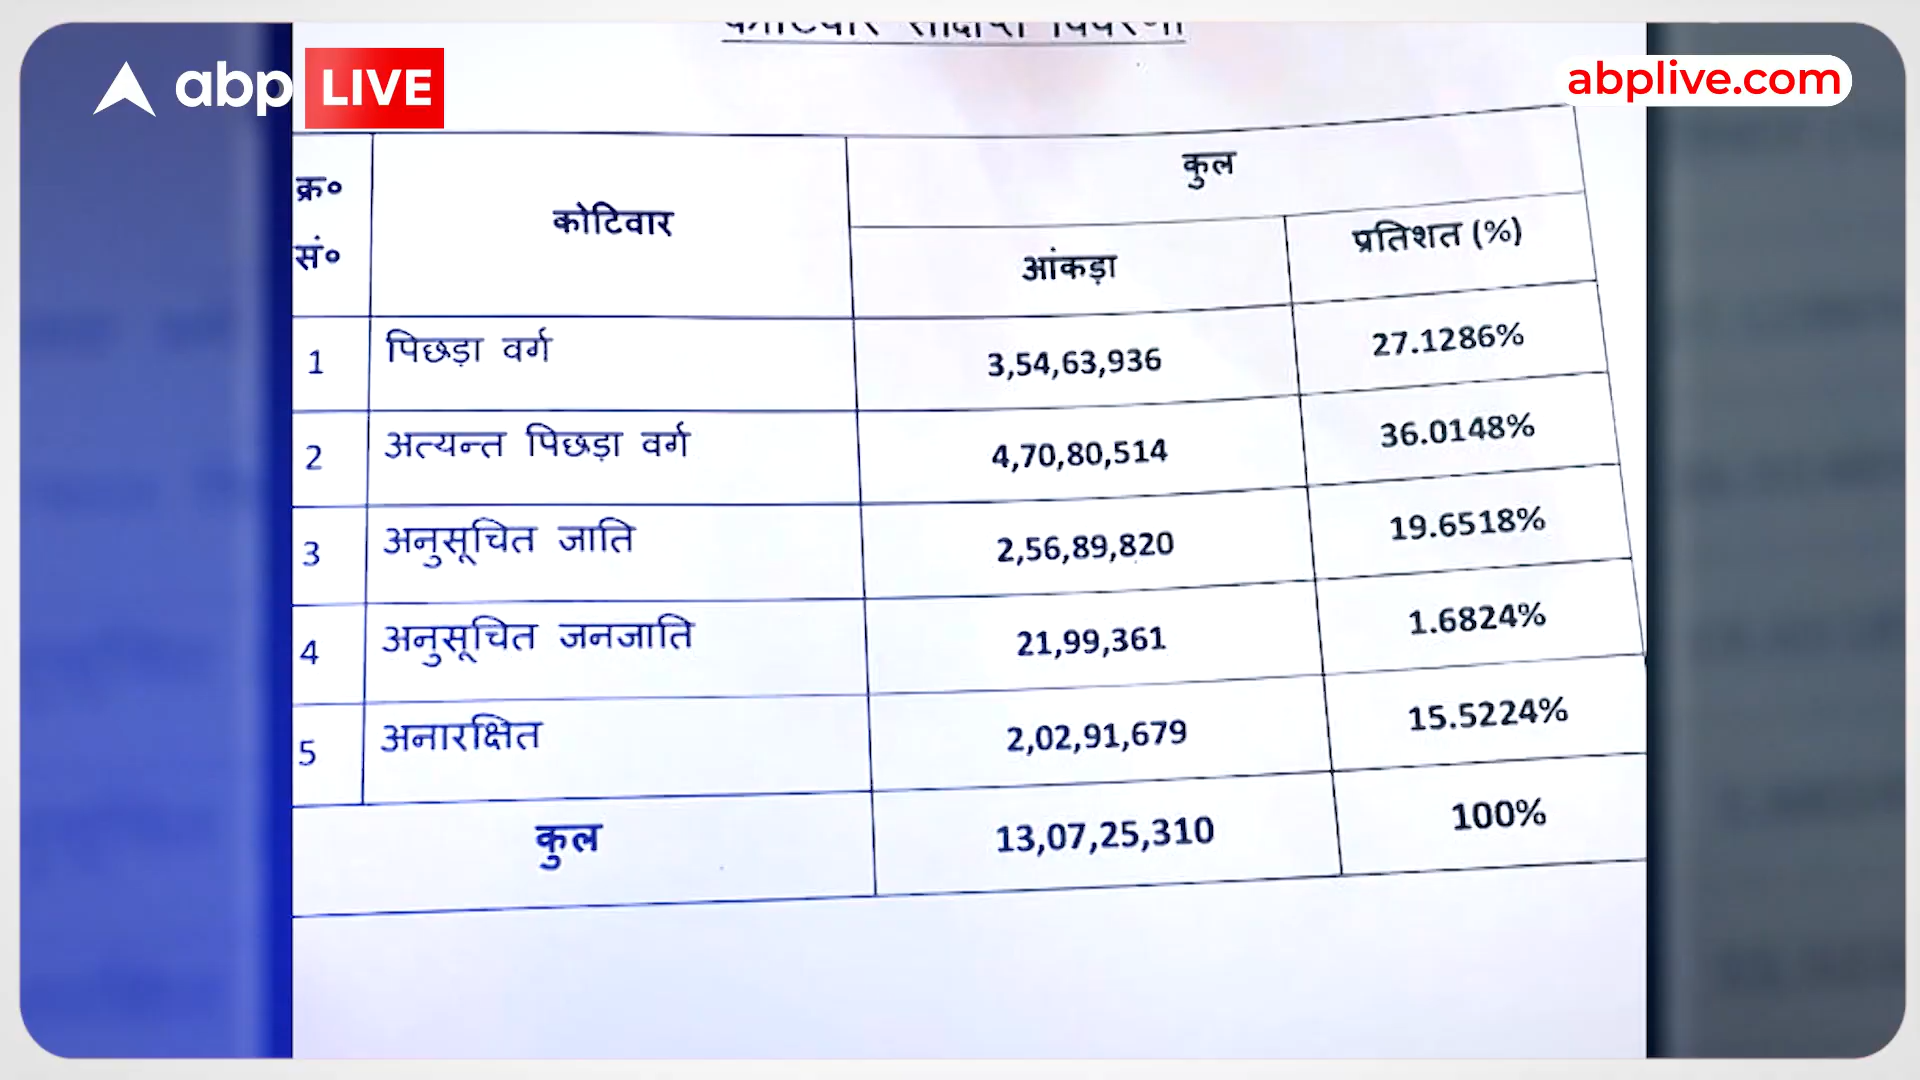 abp LIVE
abplive.com
क्र० सं०
कोटिवार
कुल
आंकड़ा
प्रतिशत (%)
1 पिछड़ा वर्ग 3,54,63,936 27.1286%
2 अत्यन्त पिछड़ा वर्ग 4,70,80,514 36.0148%
3 अनुसूचित जाति 2,56,89,820 19.6518%
4 अनुसूचित जनजाति 21,99,361 1.6824%
5 अनारक्षित 2,02,91,679 15.5224%
कुल 13,07,25,310 100%